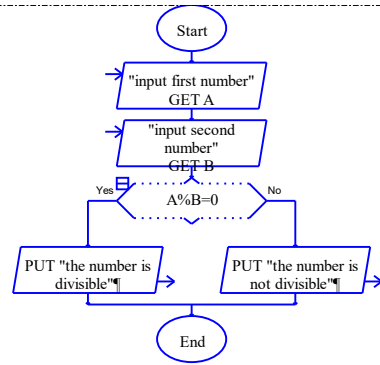 Start
"input first number"
GET A
"input second
number"
GET B
Yes
A%B=0
No
PUT "the number is
divisible"¶
PUT "the number is
not divisible"¶
End